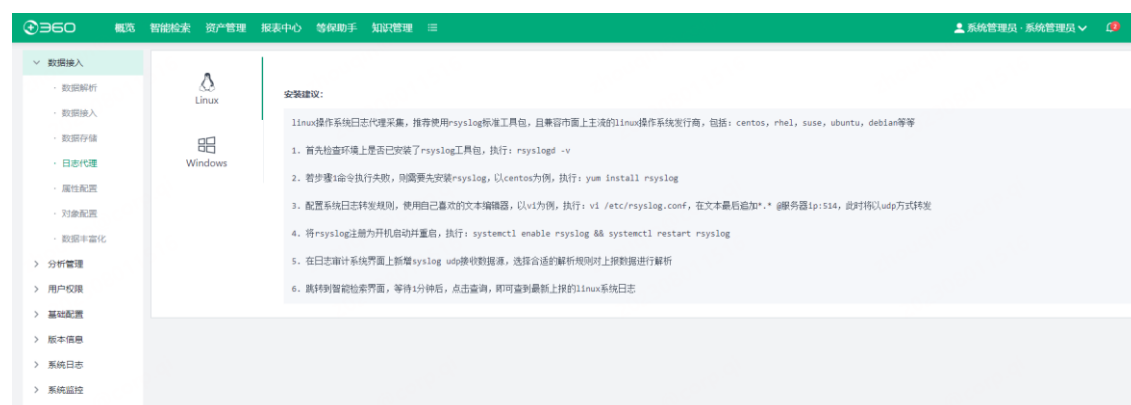 360 概览 智能检索 资产管理 报表中心 等保助手 知识管理 系统管理员 · 系统管理员
数据接入
· 数据解析
· 数据接入
· 数据存储
· 日志代理
· 属性配置
· 对象配置
· 数据丰富化
分析管理
用户权限
基础配置
版本信息
系统日志
系统监控
Linux
Windows
安装建议：
linux操作系统日志代理采集，推荐使用rsyslog标准工具包，且兼容市面上主流的linux操作系统发行商，包括：centos，rhel，suse，ubuntu，debian等等
1. 首先检查环境上是否已安装了rsyslog工具包，执行：rsyslogd -v
2. 若步骤1命令执行失败，则需要先安装rsyslog，以centos为例，执行：yum install rsyslog
3. 配置系统日志转发规则，使用自己喜欢的文本编辑器，以vi为例，执行：vi /etc/rsyslog.conf，在文本最后追加*.* @服务器ip:514，此时将以udp方式转发
4. 将rsyslog注册为开机启动并重启，执行：systemctl enable rsyslog && systemctl restart rsyslog
5. 在日志审计系统界面上新增syslog udp接收数据源，选择合适的解析规则对上报数据进行解析
6. 跳转到智能检索界面，等待1分钟后，点击查询，即可查到最新上报的linux系统日志